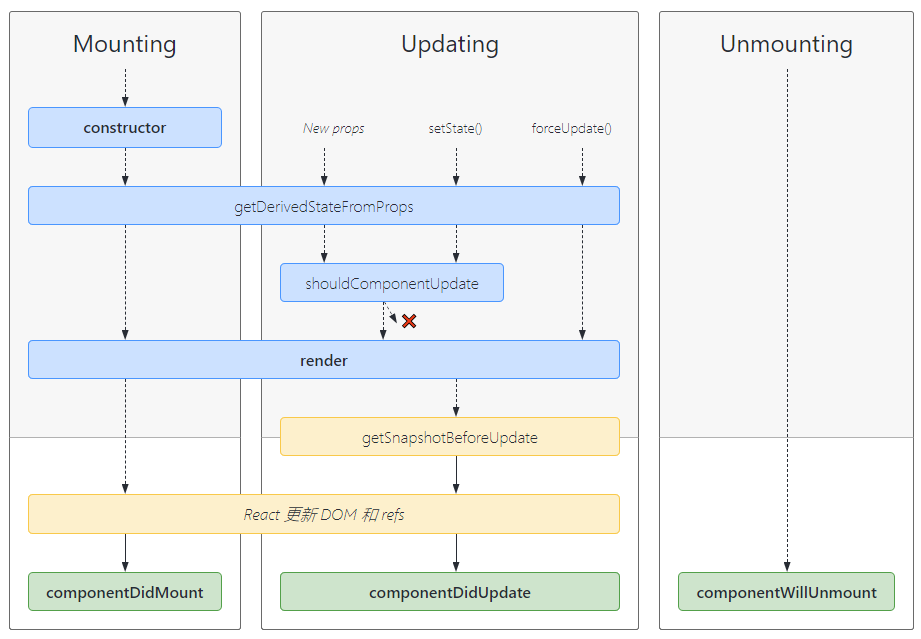 Mounting
Updating
Unmounting
constructor
New props
setState()
forceUpdate()
getDerivedStateFromProps
shouldComponentUpdate
render
getSnapshotBeforeUpdate
React 更新 DOM 和 refs
componentDidMount
componentDidUpdate
componentWillUnmount